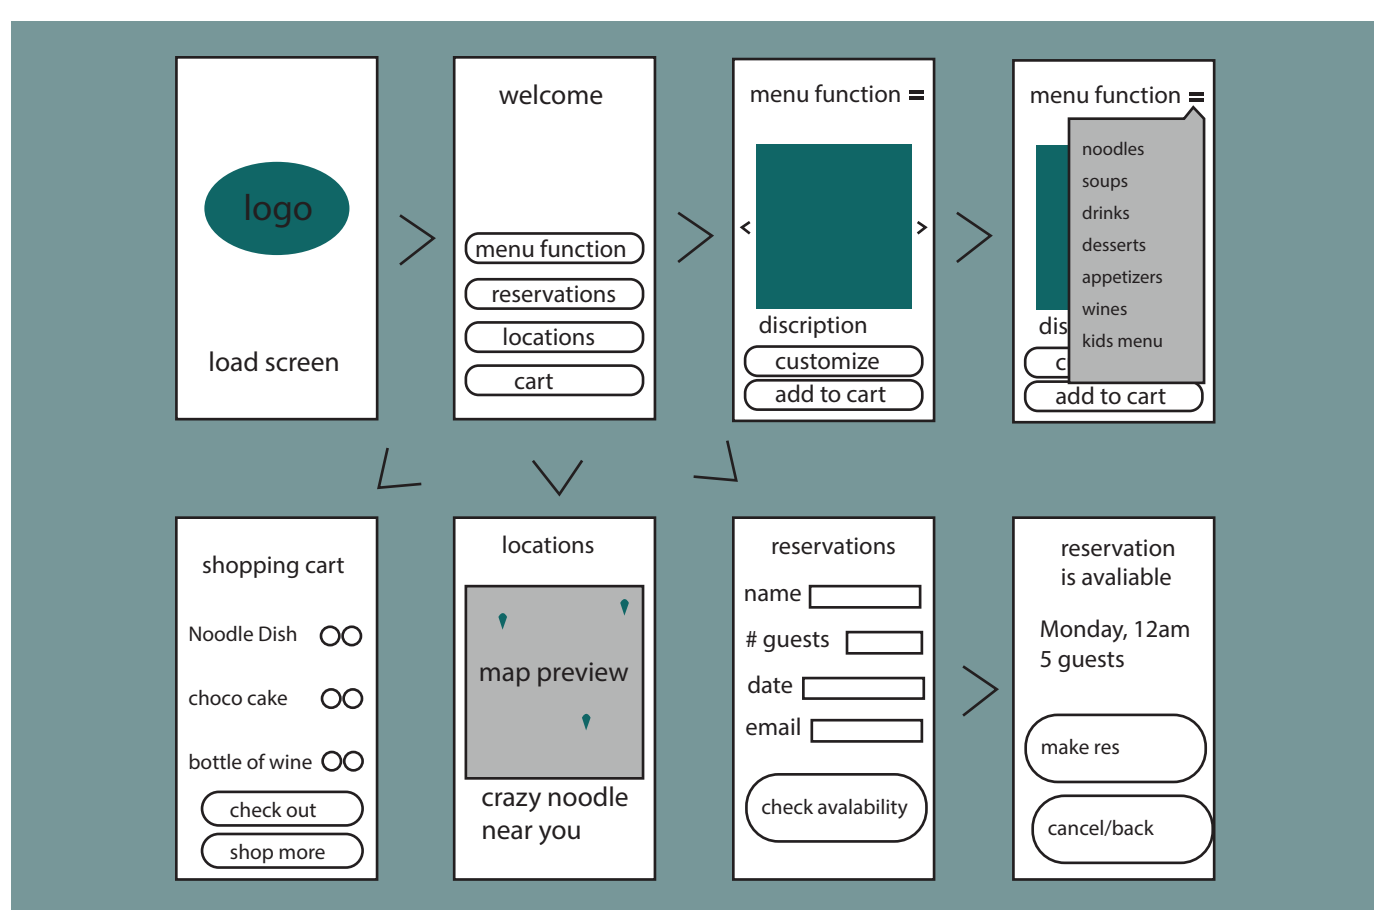 logo
load screen
welcome
menu function
reservations
locations
cart
menu function
<
>
discription
customize
add to cart
menu function
noodles
soups
drinks
desserts
appetizers
wines
kids menu
dis
c
add to cart
shopping cart
Noodle Dish
choco cake
bottle of wine
check out
shop more
locations
map preview
crazy noodle
near you
reservations
name
# guests
date
email
check avalability
reservation
is avaliable
Monday, 12am
5 guests
make res
cancel/back